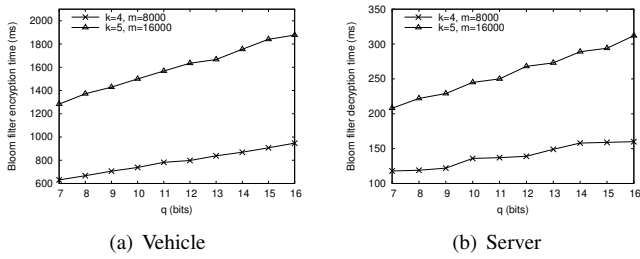 Bloom filter encryption time (ms)
2000
1800
1600
1400
1200
1000
800
600
k=4, m=8000
k=5, m=16000
7 8 9 10 11 12 13 14 15 16
q (bits)
(a) Vehicle
Bloom filter decryption time (ms)
350
300
250
200
150
100
k=4, m=8000
k=5, m=16000
7 8 9 10 11 12 13 14 15 16
q (bits)
(b) Server